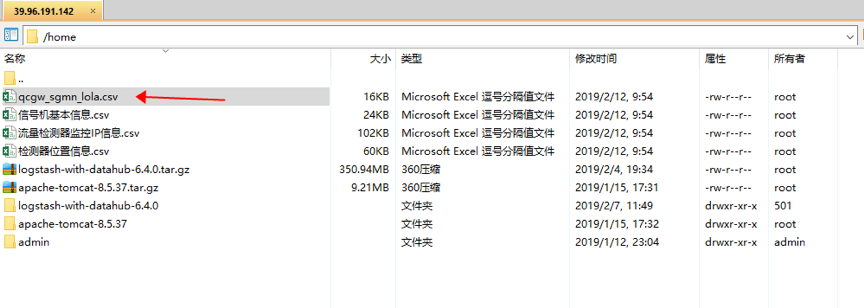 39.96.191.142 ×
/home
名称 大小 类型 修改时间 属性 所有者
..
qcgw_sgmn_lola.csv 16KB Microsoft Excel 逗号分隔值文件 2019/2/12, 9:54 -rw-r--r-- root
信号机基本信息.csv 24KB Microsoft Excel 逗号分隔值文件 2019/2/12, 9:54 -rw-r--r-- root
流量检测器监控IP信息.csv 102KB Microsoft Excel 逗号分隔值文件 2019/2/12, 9:54 -rw-r--r-- root
检测器位置信息.csv 60KB Microsoft Excel 逗号分隔值文件 2019/2/12, 9:54 -rw-r--r-- root
logstash-with-datahub-6.4.0.tar.gz 350.94MB 360压缩 2019/2/4, 19:34 -rw-r--r-- root
apache-tomcat-8.5.37.tar.gz 9.21MB 360压缩 2019/1/15, 17:31 -rw-r--r-- root
logstash-with-datahub-6.4.0 文件夹 2019/2/7, 11:49 drwxr-xr-x 501
apache-tomcat-8.5.37 文件夹 2019/1/15, 17:32 drwxr-xr-x root
admin 文件夹 2019/1/12, 23:04 drwxr-xr-x admin